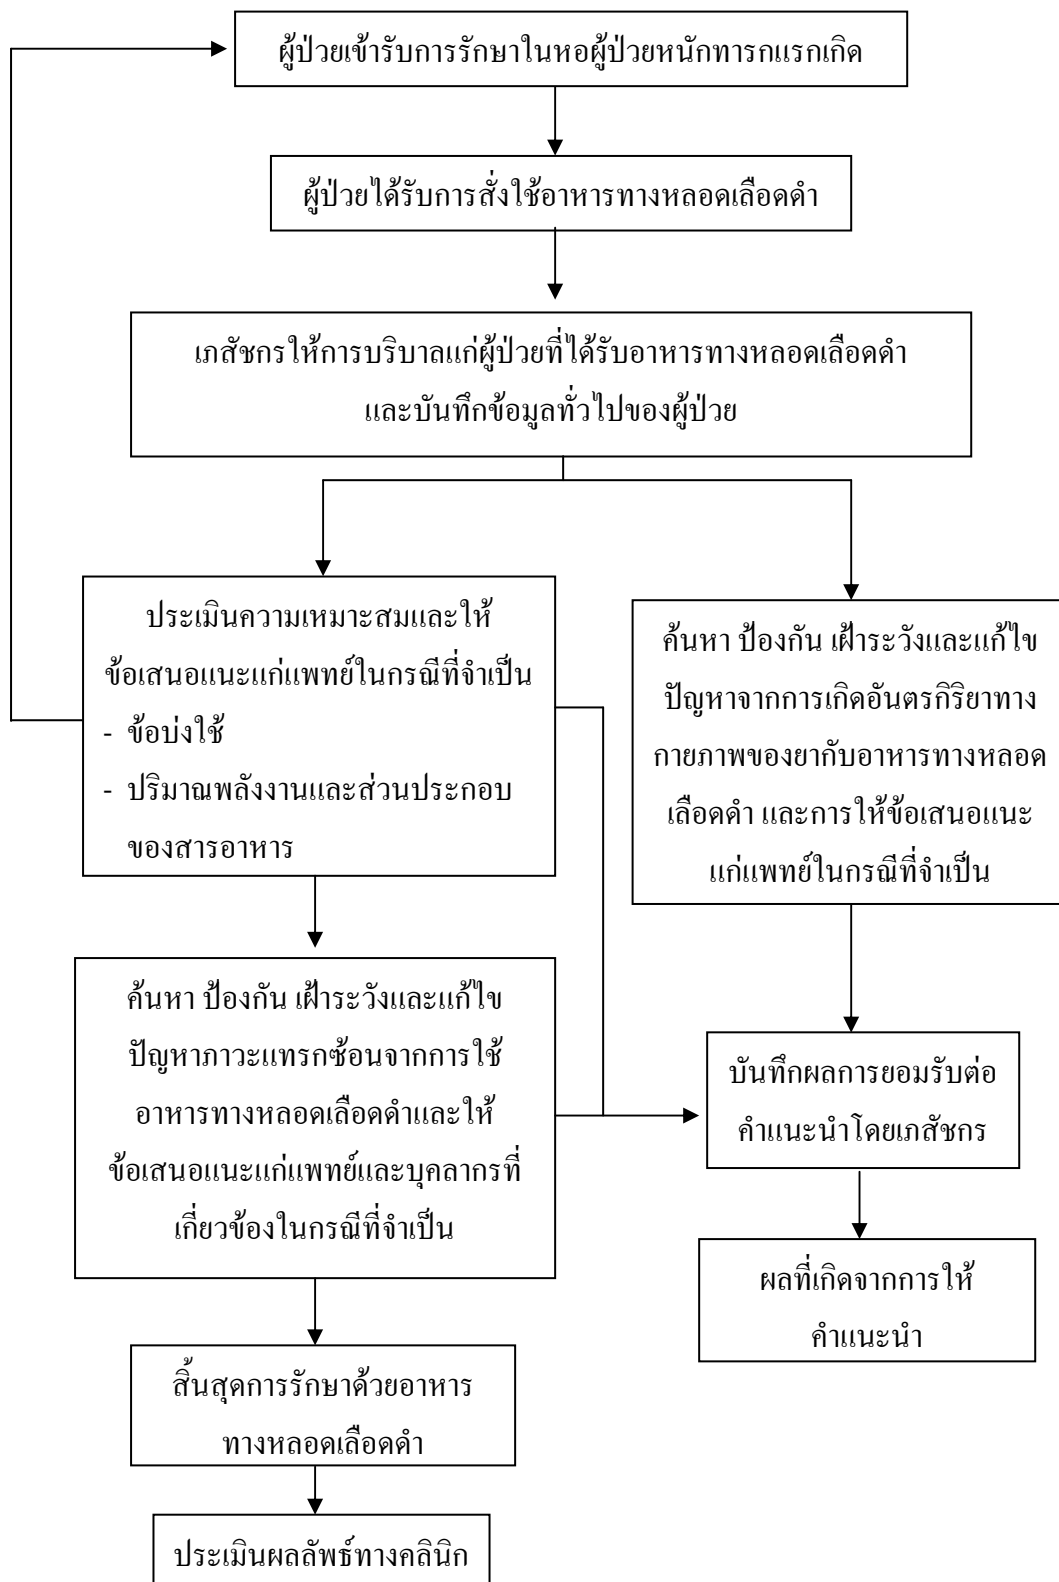 ผู้ป่วยเข้ารับการรักษาในหอผู้ป่วยหนักทารกแรกเกิด
ผู้ป่วยได้รับการสั่งใช้อาหารทางหลอดเลือดดำ
เภสัชกรให้การบริบาลแก่ผู้ป่วยที่ได้รับอาหารทางหลอดเลือดดำ
และบันทึกข้อมูลทั่วไปของผู้ป่วย
ประเมินความเหมาะสมและให้
ข้อเสนอแนะแก่แพทย์ในกรณีที่จำเป็น
- ข้อบ่งใช้
- ปริมาณพลังงานและส่วนประกอบ
ของสารอาหาร
ค้นหา ป้องกัน เฝ้าระวังและแก้ไข
ปัญหาจากการเกิดอันตรกิริยาทาง
กายภาพของยากับอาหารทางหลอด
เลือดดำ และการให้ข้อเสนอแนะ
แก่แพทย์ในกรณีที่จำเป็น
ค้นหา ป้องกัน เฝ้าระวังและแก้ไข
ปัญหาภาวะแทรกซ้อนจากการใช้
อาหารทางหลอดเลือดดำและให้
ข้อเสนอแนะแก่แพทย์และบุคลากรที่
เกี่ยวข้องในกรณีที่จำเป็น
บันทึกผลการยอมรับต่อ
คำแนะนำโดยเภสัชกร
ผลที่เกิดจากการให้
คำแนะนำ
สิ้นสุดการรักษาด้วยอาหาร
ทางหลอดเลือดดำ
ประเมินผลลัพธ์ทางคลินิก